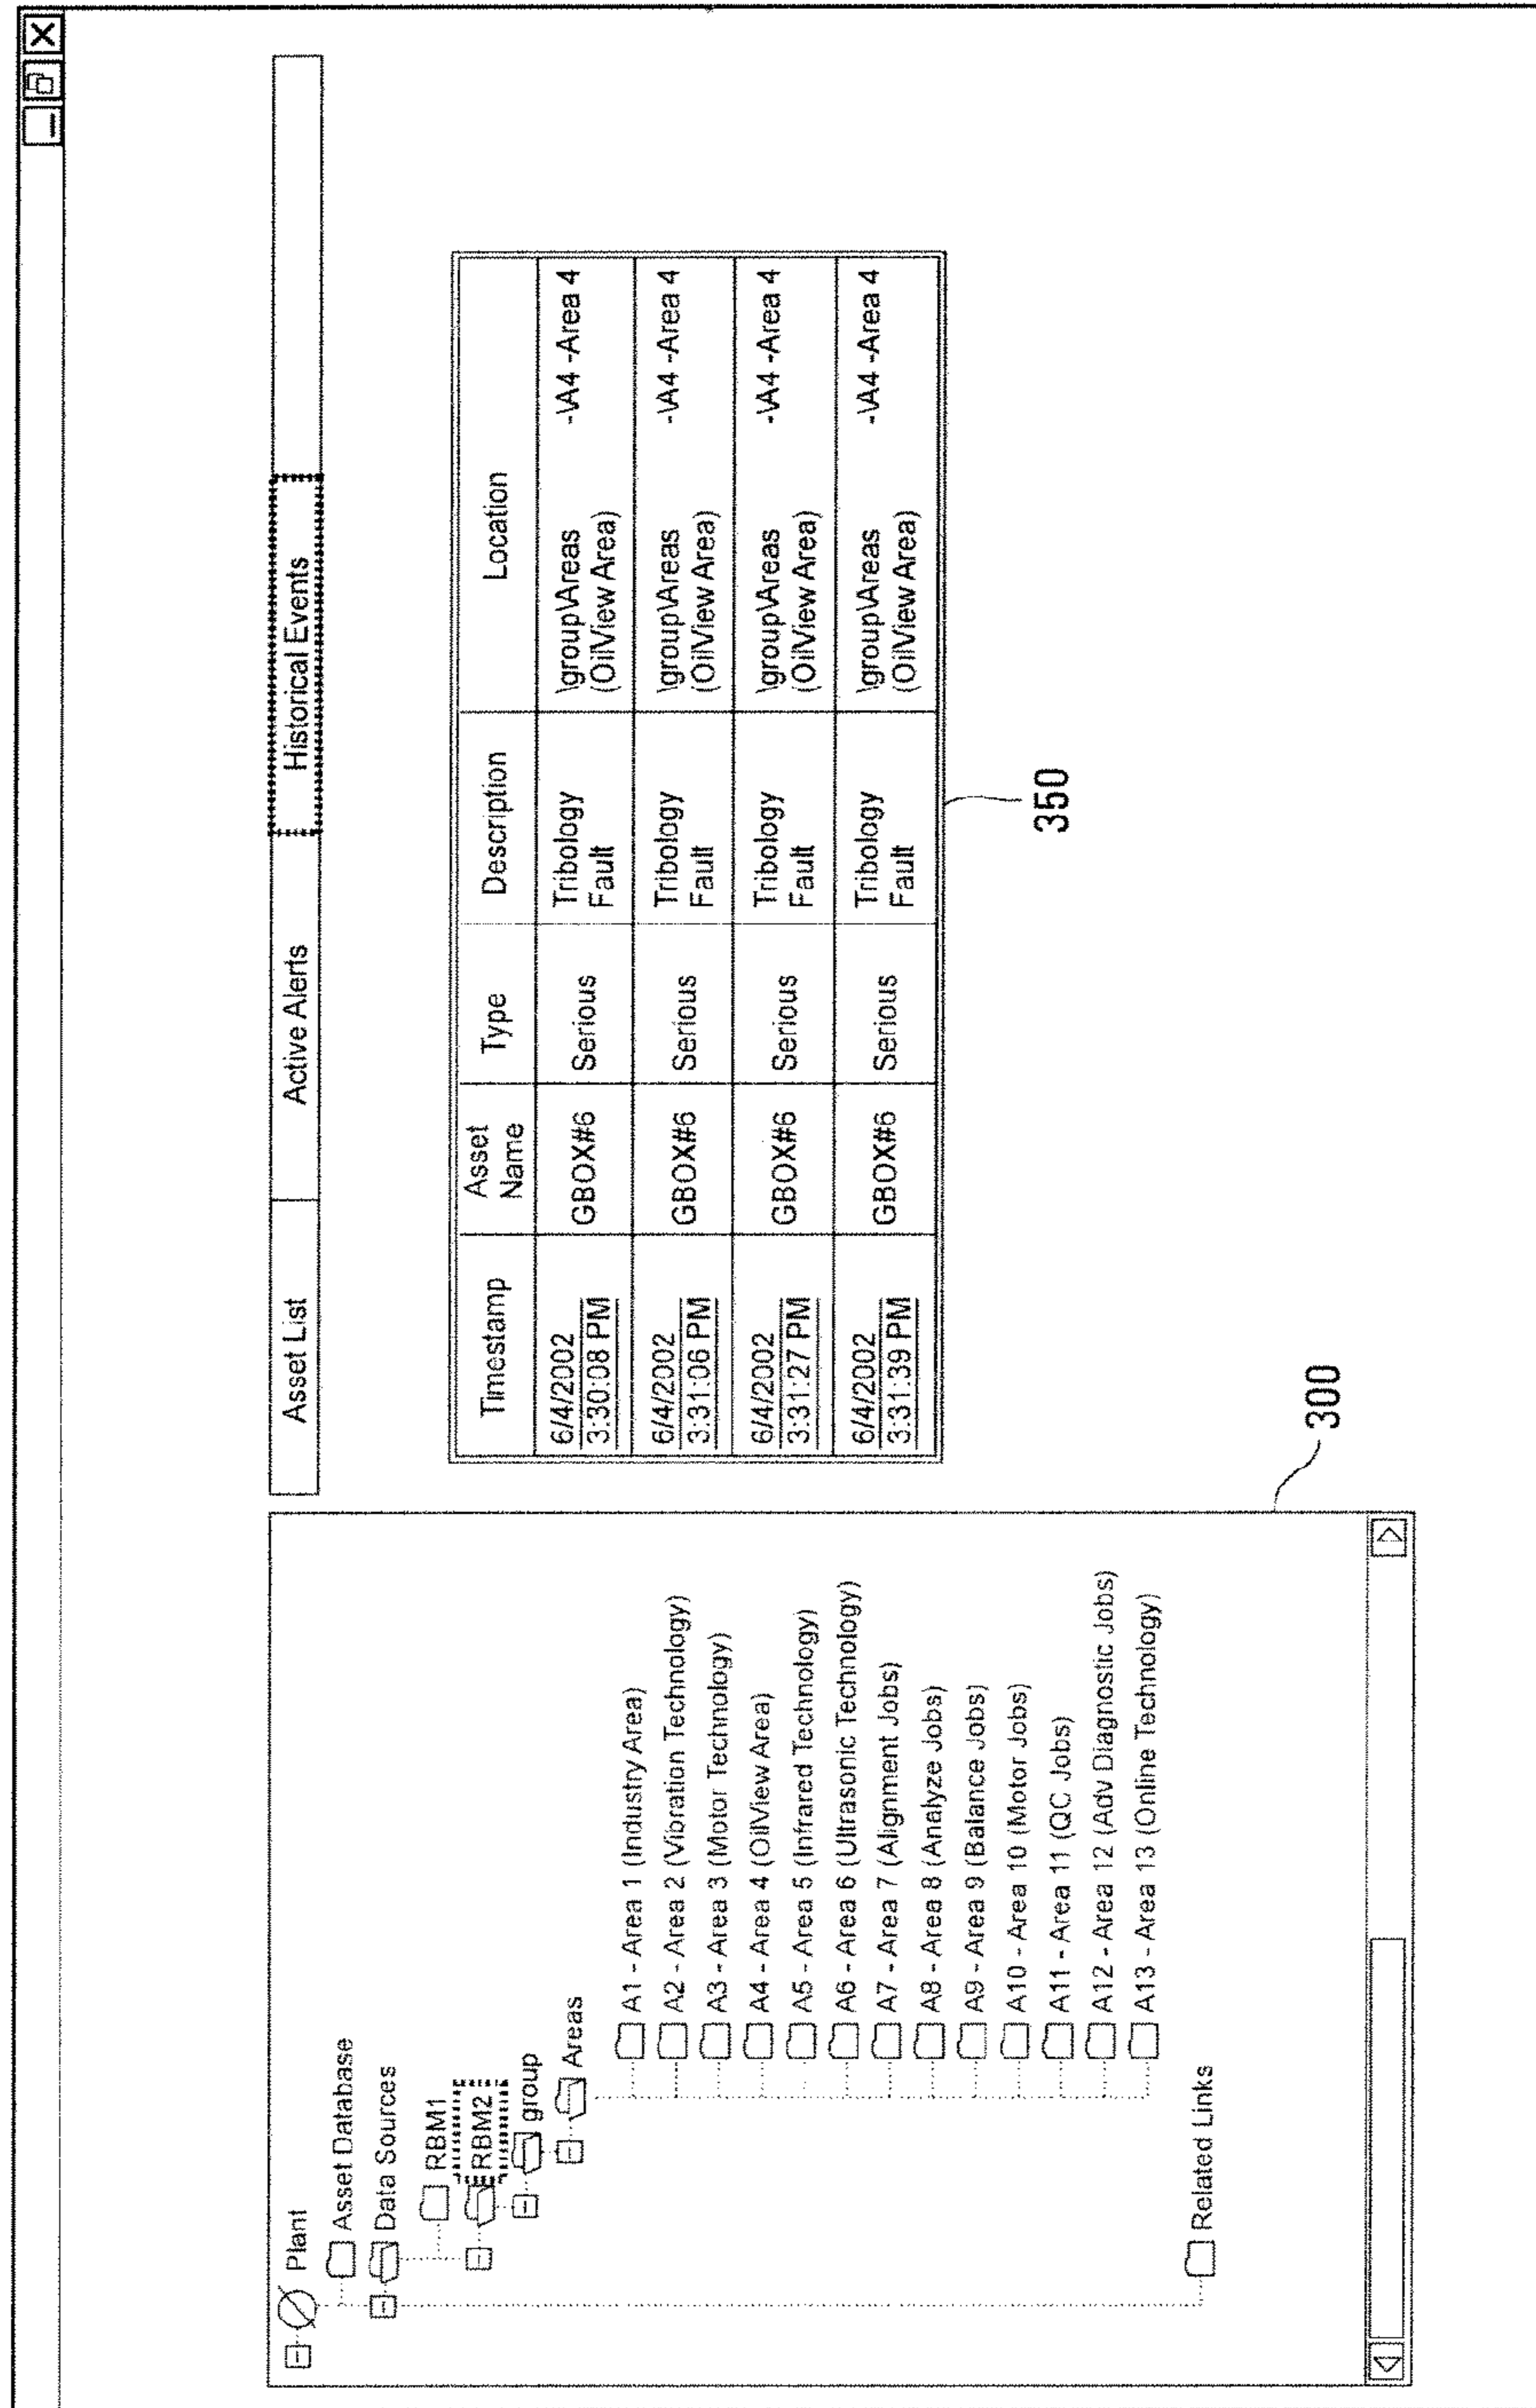 Asset List
Active Alerts
Historical Events
Plant
Asset Database
Data Sources
RBM1
RBM2
group
Areas
A1 - Area 1 (Industry Area)
A2 - Area 2 (Vibration Technology)
A3 - Area 3 (Motor Technology)
A4 - Area 4 (OilView Area)
A5 - Area 5 (Infrared Technology)
A6 - Area 6 (Ultrasonic Technology)
A7 - Area 7 (Alignment Jobs)
A8 - Area 8 (Analyze Jobs)
A9 - Area 9 (Balance Jobs)
A10 - Area 10 (Motor Jobs)
A11 - Area 11 (QC Jobs)
A12 - Area 12 (Adv Diagnostic Jobs)
A13 - Area 13 (Online Technology)
Related Links
300
Timestamp
Asset
Name
Type
Description
Location
6/4/2002
3:30:08 PM
GBOX#6
Serious
Tribology
Fault
\group\Areas -\A4 -Area 4
(OilView Area)
6/4/2002
3:31:06 PM
GBOX#6
Serious
Tribology
Fault
\group\Areas -\A4 -Area 4
(OilView Area)
6/4/2002
3:31:27 PM
GBOX#6
Serious
Tribology
Fault
\group\Areas -\A4 -Area 4
(OilView Area)
6/4/2002
3:31:39 PM
GBOX#6
Serious
Tribology
Fault
\group\Areas -\A4 -Area 4
(OilView Area)
350